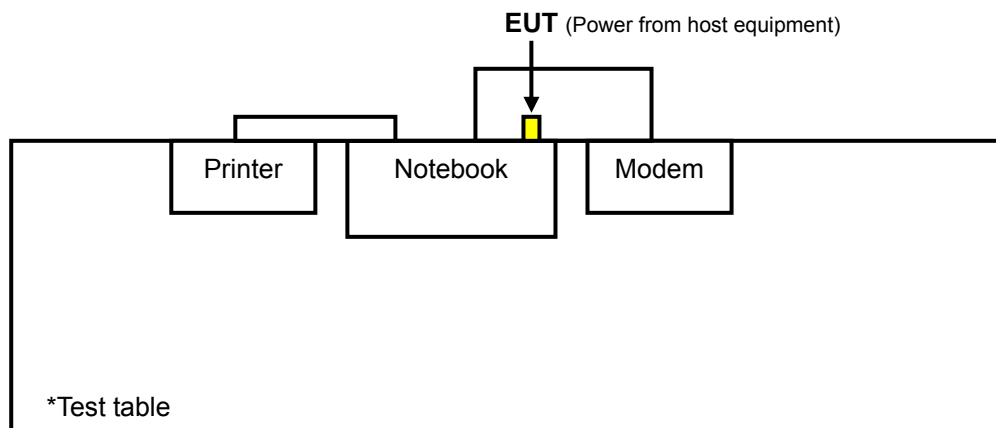 EUT (Power from host equipment)
Printer
Notebook
Modem
*Test table